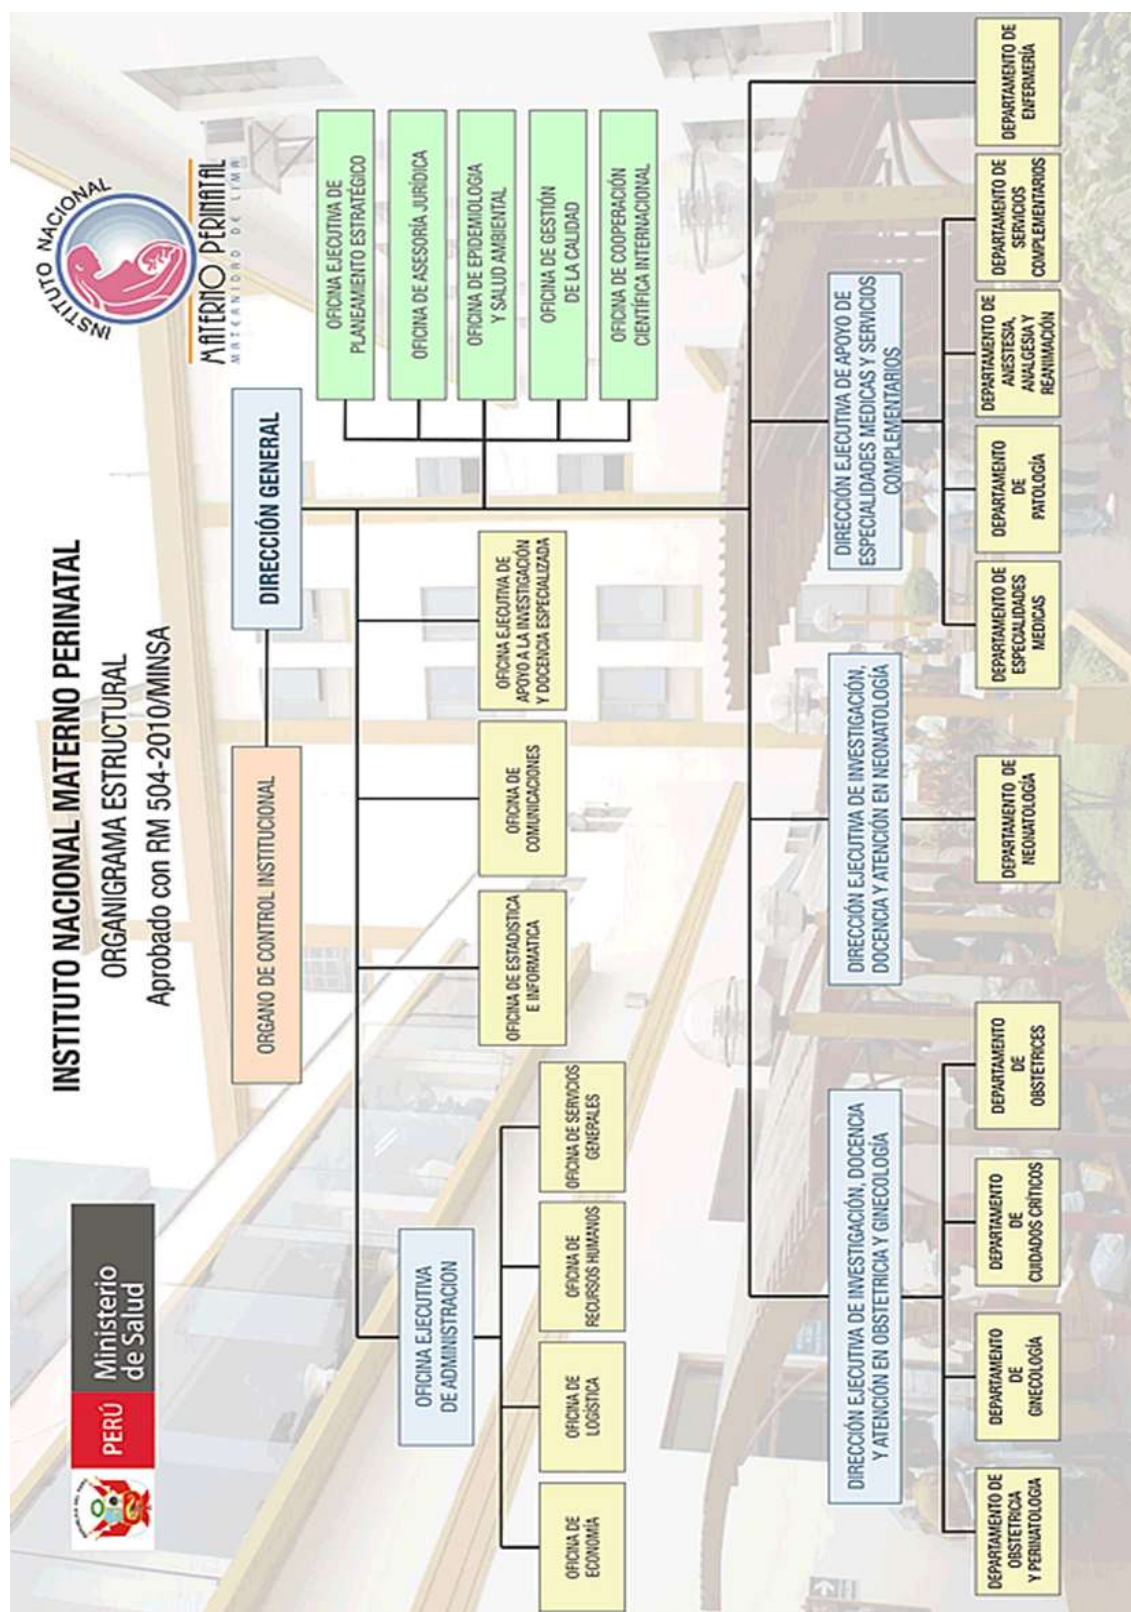 PERÚ
Ministerio
de Salud
INSTITUTO NACIONAL MATERNO PERINATAL
ORGANIGRAMA ESTRUCTURAL
Aprobado con RM 504-2010/MINSA
INSTITUTO NACIONAL
MATERNO PERINATAL
MATERNIDAD DE LIMA
ORGANO DE CONTROL INSTITUCIONAL
DIRECCIÓN GENERAL
OFICINA EJECUTIVA DE
PLANEAMIENTO ESTRATÉGICO
OFICINA DE ASESORÍA JURÍDICA
OFICINA DE EPIDEMIOLOGIA
Y SALUD AMBIENTAL
OFICINA DE GESTIÓN
DE LA CALIDAD
OFICINA DE COOPERACIÓN
CIENTÍFICA INTERNACIONAL
OFICINA EJECUTIVA
DE ADMINISTRACION
OFICINA DE ESTADISTICA
E INFORMATICA
OFICINA DE
COMUNICACIONES
OFICINA EJECUTIVA DE
APOYO A LA INVESTIGACIÓN
Y DOCENCIA ESPECIALIZADA
OFICINA DE
ECONOMÍA
OFICINA DE
LOGÍSTICA
OFICINA DE
RECURSOS HUMANOS
OFICINA DE SERVICIOS
GENERALES
DIRECCIÓN EJECUTIVA DE INVESTIGACIÓN, DOCENCIA
Y ATENCIÓN EN OBSTETRICIA Y GINECOLOGÍA
DIRECCIÓN EJECUTIVA DE INVESTIGACIÓN,
DOCENCIA Y ATENCIÓN EN NEONATOLOGÍA
DIRECCIÓN EJECUTIVA DE APOYO DE
ESPECIALIDADES MEDICAS Y SERVICIOS
COMPLEMENTARIOS
DEPARTAMENTO DE
OBSTETRICIA
Y PERINATOLOGIA
DEPARTAMENTO
DE
GINECOLOGÍA
DEPARTAMENTO
DE
CUIDADOS CRÍTICOS
DEPARTAMENTO
DE
OBSTETRICES
DEPARTAMENTO DE
NEONATOLOGÍA
DEPARTAMENTO DE
ESPECIALIDADES
MEDICAS
DEPARTAMENTO
DE
PATOLOGÍA
DEPARTAMENTO DE
ANESTESIA,
ANALGESIA Y
REANIMACIÓN
DEPARTAMENTO DE
SERVICIOS
COMPLEMENTARIOS
DEPARTAMENTO DE
ENFERMERÍA